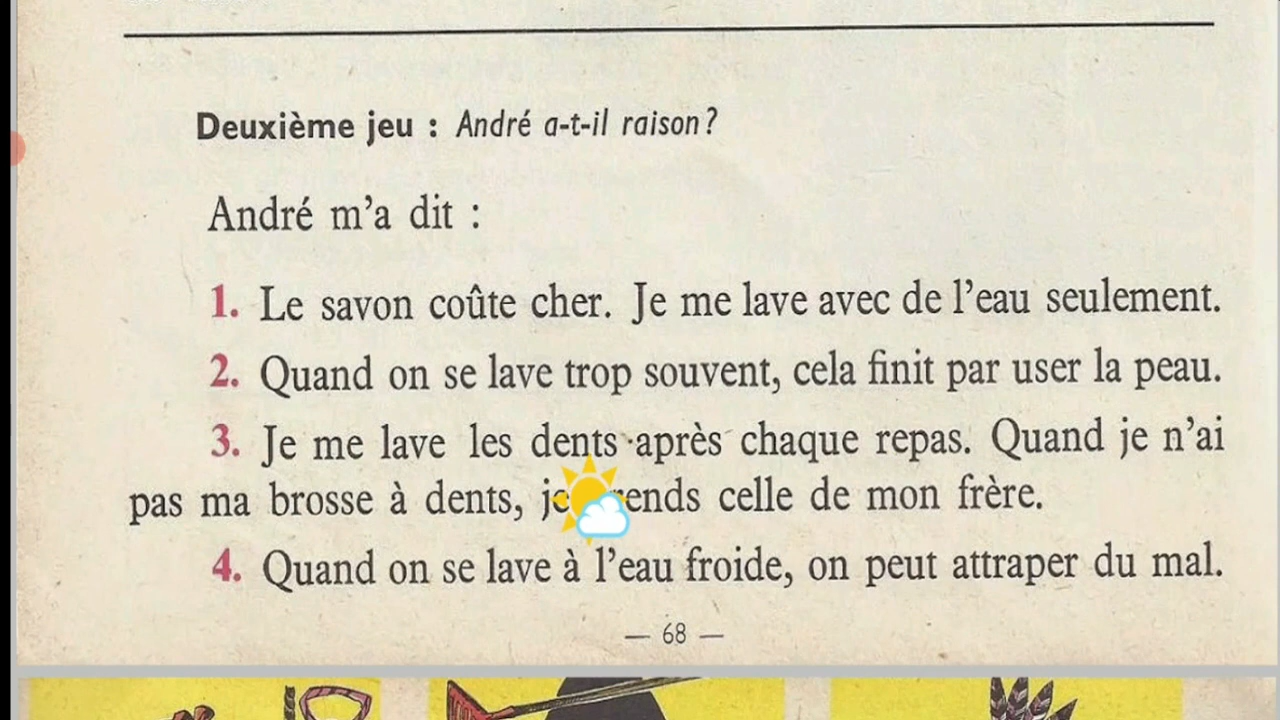 Deuxième jeu : André a-t-il raison?
André m'a dit :
1. Le savon coûte cher. Je me lave avec de l'eau seulement.
2. Quand on se lave trop souvent, cela finit par user la peau.
3. Je me lave les dents après chaque repas. Quand je n'ai
pas ma brosse à dents, celle de mon frère.
4. Quand on se lave à l'eau froide, on peut attraper du mal.
— 68 —